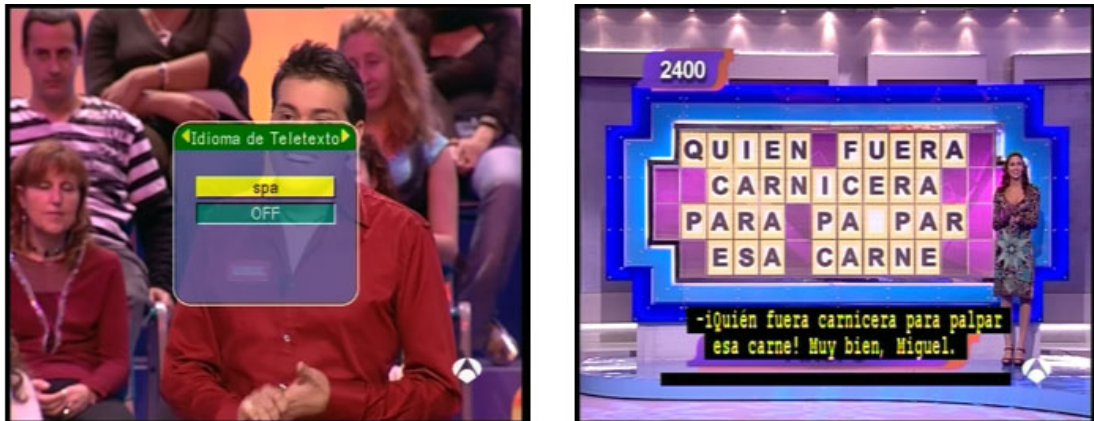 Idioma de Teletexto
spa
OFF
2400
QUIEN FUERA
CARNICERA
PARA PA PAR
ESA CARNE
-¡Quién fuera carnicera para palpar
esa carne! Muy bien, Miguel.